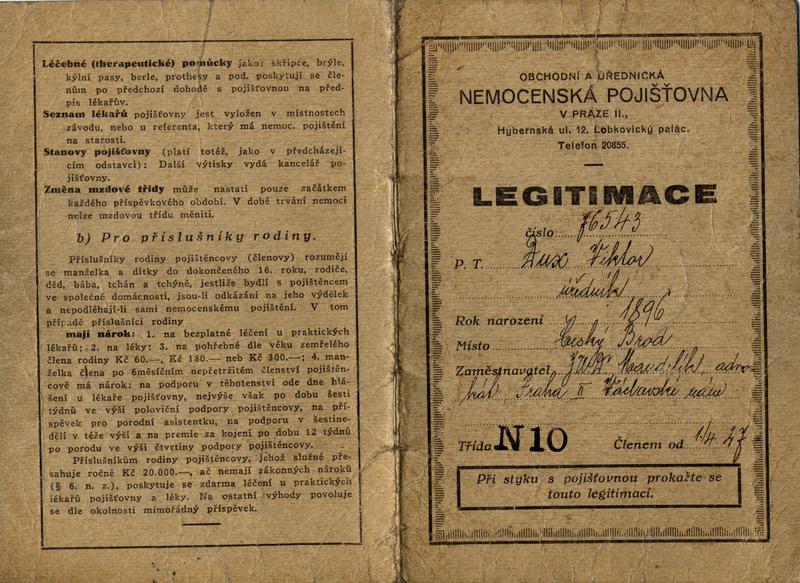 Léčebné (therapeutické) pomůcky jako: skřipce, brýle,
kýlní pasy, berle, prothesy a pod. poskytují se čle-
nům po předchozí dohodě s pojišťovnou na před-
pis lékařův.
Seznam lékařů pojišťovny jest vyložen v místnostech
závodu, nebo u referenta, který má nemoc. pojištění
na starosti.
Stanovy pojišťovny (platí totéž, jako v předcházejí-
cím odstavci): Další výtisky vydá kancelář po-
jišťovny.
Změna mzdové třídy může nastati pouze začátkem
každého příspěvkového období. V době trvání nemoci
nelze mzdovou třídu měniti.
b) Pro příslušníky rodiny.
Příslušníky rodiny pojištěncovy (členovy) rozumějí
se manželka a dítky do dokončeného 16. roku, rodiče,
děd, bába, tchán a tchýně, jestliže bydlí s pojištěncem
ve společné domácnosti, jsou-li odkázáni na jeho výdělek
a nepodléhají-li sami nemocenskému pojištění. V tom
případě příslušníci rodiny
mají nárok: 1. na bezplatné léčení u praktických
lékařů; 2. na léky: 3. na pohřebné dle věku zemřelého
člena rodiny Kč 60.—, Kč 180.— neb Kč 300.—; 4. man-
želka člena po 6měsíčním nepřetržitém členství pojištěn-
cově má nárok: na podporu v těhotenství ode dne hlá-
šení u lékaře pojišťovny, nejvýše však po dobu šesti
týdnů ve výši poloviční podpory pojištěncovy, na pří-
spěvek pro porodní asistentku, na podporu v šestine-
dělí v téže výši a na premie za kojení po dobu 12 týdnů
po porodu ve výši čtvrtiny podpory pojištěncovy.
Příslušníkům rodiny pojištěncovy, jehož služné pře-
sahuje ročně Kč 20.000.—, ač nemají zákonných nároků
(§ 6. n. z.), poskytuje se zdarma léčení u praktických
lékařů pojišťovny a léky. Na ostatní výhody povoluje
se dle okolnosti mimořádný příspěvek.
OBCHODNÍ A ÚŘEDNICKÁ
NEMOCENSKÁ POJIŠŤOVNA
V PRAZE II.,
Hybernská ul. 12. Lobkovický palác.
Telefon 20855.
LEGITIMACE
číslo 76543
P. T. Dux Viktor
úředník
Rok narození 1896
Místo Český Brod
Zaměstnavatel JUDr advo-
kát Praha II Václavské nám
Třída N 10 Členem od 1/4 27
Při styku s pojišťovnou prokažte se
touto legitimací.